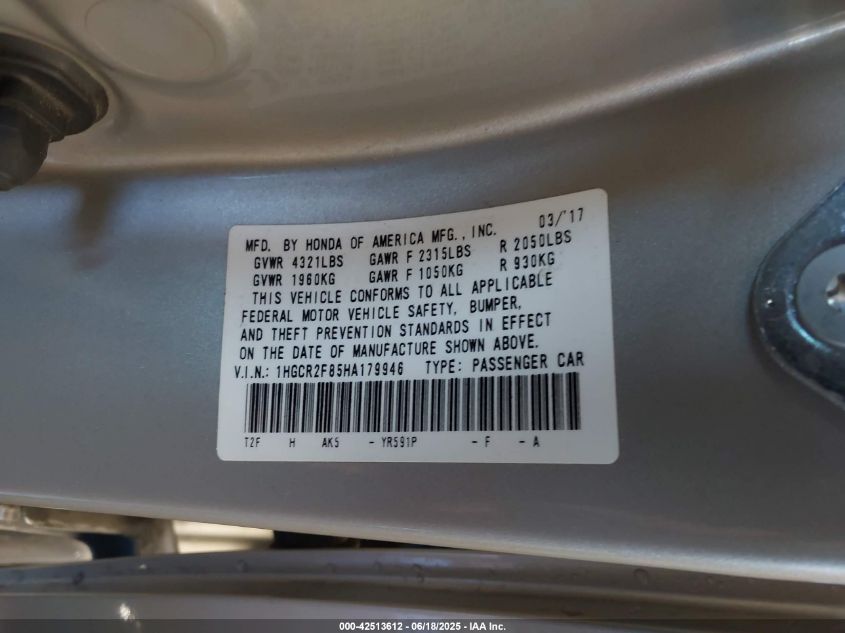 03/'17
MFD. BY HONDA OF AMERICA MFG., INC.
GVWR 4321LBS GAWR F 2315LBS R 2050LBS
GVWR 1960KG GAWR F 1050KG R 930KG
THIS VEHICLE CONFORMS TO ALL APPLICABLE
FEDERAL MOTOR VEHICLE SAFETY, BUMPER,
AND THEFT PREVENTION STANDARDS IN EFFECT
ON THE DATE OF MANUFACTURE SHOWN ABOVE.
V.I.N.: 1HGCR2F85HA179946 TYPE: PASSENGER CAR
T2F H AK5 - YR591P - F - A
000-42513612 - 06/18/2025 - IAA Inc.